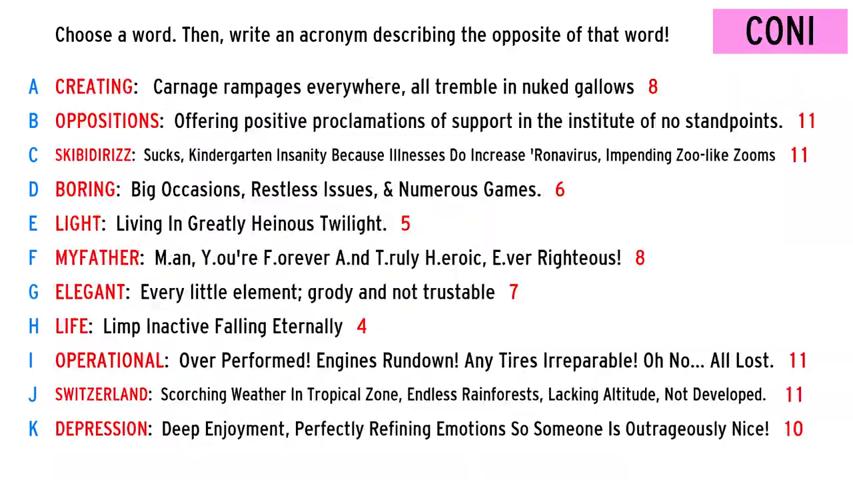 Choose a word. Then, write an acronym describing the opposite of that word!
CONI
A CREATING: Carnage rampages everywhere, all tremble in nuked gallows 8
B OPPOSITIONS: Offering positive proclamations of support in the institute of no standpoints. 11
C SKIBIDIRIZZ: Sucks, Kindergarten Insanity Because Illnesses Do Increase 'Ronavirus, Impending Zoo-like Zooms 11
D BORING: Big Occasions, Restless Issues, & Numerous Games. 6
E LIGHT: Living In Greatly Heinous Twilight. 5
F MYFATHER: M.an, Y.ou're F.orever A.nd T.ruly H.eroic, E.ver Righteous! 8
G ELEGANT: Every little element; grody and not trustable 7
H LIFE: Limp Inactive Falling Eternally 4
I OPERATIONAL: Over Performed! Engines Rundown! Any Tires Irreparable! Oh No... All Lost. 11
J SWITZERLAND: Scorching Weather In Tropical Zone, Endless Rainforests, Lacking Altitude, Not Developed. 11
K DEPRESSION: Deep Enjoyment, Perfectly Refining Emotions So Someone Is Outrageously Nice! 10